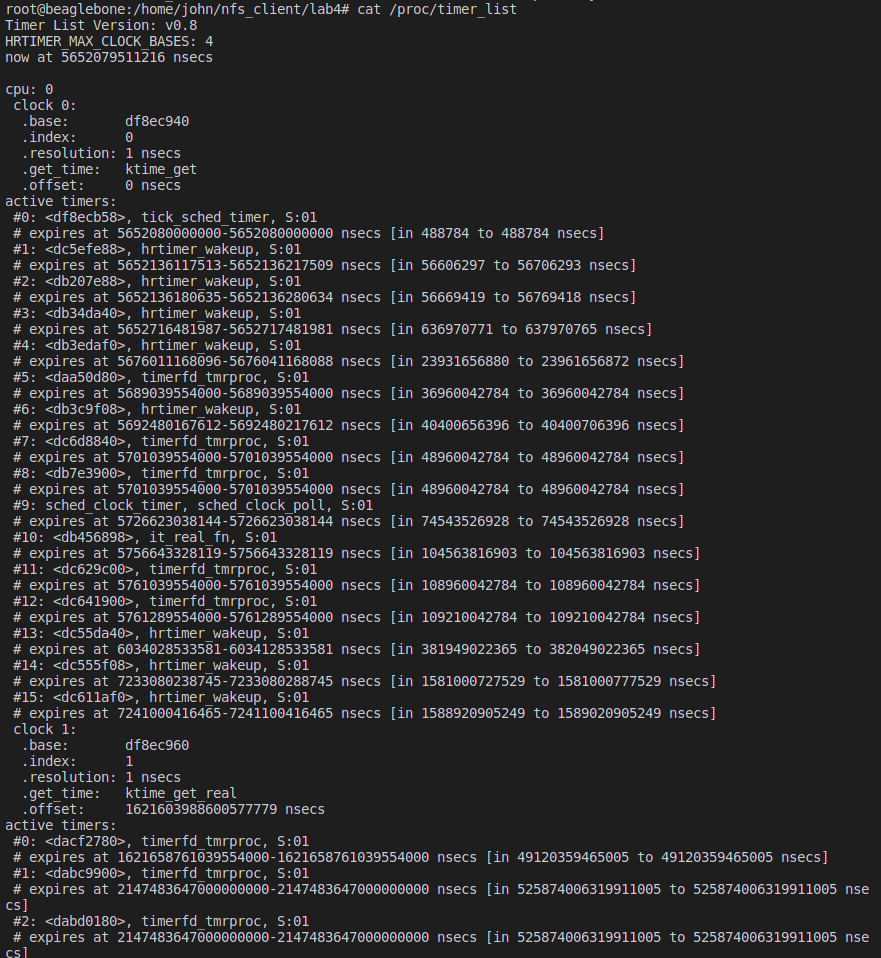 root@beaglebone:/home/john/nfs_client/lab4# cat /proc/timer_list
Timer List Version: v0.8
HRTIMER_MAX_CLOCK_BASES: 4
now at 5652079511216 nsecs

cpu: 0
 clock 0:
  .base:       df8ec940
  .index:      0
  .resolution: 1 nsecs
  .get_time:   ktime_get
  .offset:     0 nsecs
active timers:
 #0: <df8ecb58>, tick_sched_timer, S:01
 # expires at 5652080000000-5652080000000 nsecs [in 488784 to 488784 nsecs]
 #1: <dc5efe88>, hrtimer_wakeup, S:01
 # expires at 5652136117513-5652136217509 nsecs [in 56606297 to 56706293 nsecs]
 #2: <db207e88>, hrtimer_wakeup, S:01
 # expires at 5652136180635-5652136280634 nsecs [in 56669419 to 56769418 nsecs]
 #3: <db34da40>, hrtimer_wakeup, S:01
 # expires at 5652716481987-5652717481981 nsecs [in 636970771 to 637970765 nsecs]
 #4: <db3edaf0>, hrtimer_wakeup, S:01
 # expires at 5676011168096-5676041168088 nsecs [in 23931656880 to 23961656872 nsecs]
 #5: <daa50d80>, timerfd_tmrproc, S:01
 # expires at 5689039554000-5689039554000 nsecs [in 36960042784 to 36960042784 nsecs]
 #6: <db3c9f08>, hrtimer_wakeup, S:01
 # expires at 5692480167612-5692480217612 nsecs [in 40400656396 to 40400706396 nsecs]
 #7: <dc6d8840>, timerfd_tmrproc, S:01
 # expires at 5701039554000-5701039554000 nsecs [in 48960042784 to 48960042784 nsecs]
 #8: <db7e3900>, timerfd_tmrproc, S:01
 # expires at 5701039554000-5701039554000 nsecs [in 48960042784 to 48960042784 nsecs]
 #9: sched_clock_timer, sched_clock_poll, S:01
 # expires at 5726623038144-5726623038144 nsecs [in 74543526928 to 74543526928 nsecs]
 #10: <db456898>, it_real_fn, S:01
 # expires at 5756643328119-5756643328119 nsecs [in 104563816903 to 104563816903 nsecs]
 #11: <dc629c00>, timerfd_tmrproc, S:01
 # expires at 5761039554000-5761039554000 nsecs [in 108960042784 to 108960042784 nsecs]
 #12: <dc641900>, timerfd_tmrproc, S:01
 # expires at 5761289554000-5761289554000 nsecs [in 109210042784 to 109210042784 nsecs]
 #13: <dc55da40>, hrtimer_wakeup, S:01
 # expires at 6034028533581-6034128533581 nsecs [in 381949022365 to 382049022365 nsecs]
 #14: <dc555f08>, hrtimer_wakeup, S:01
 # expires at 7233080238745-7233080288745 nsecs [in 1581000727529 to 1581000777529 nsecs]
 #15: <dc611af0>, hrtimer_wakeup, S:01
 # expires at 7241000416465-7241100416465 nsecs [in 1588920905249 to 1589020905249 nsecs]
 clock 1:
  .base:       df8ec960
  .index:      1
  .resolution: 1 nsecs
  .get_time:   ktime_get_real
  .offset:     1621603988600577779 nsecs
active timers:
 #0: <dacf2780>, timerfd_tmrproc, S:01
 # expires at 1621658761039554000-1621658761039554000 nsecs [in 49120359465005 to 49120359465005 nsecs]
 #1: <dabc9900>, timerfd_tmrproc, S:01
 # expires at 2147483647000000000-2147483647000000000 nsecs [in 525874006319911005 to 525874006319911005 nse
cs]
 #2: <dabd0180>, timerfd_tmrproc, S:01
 # expires at 2147483647000000000-2147483647000000000 nsecs [in 525874006319911005 to 525874006319911005 nse
cs]